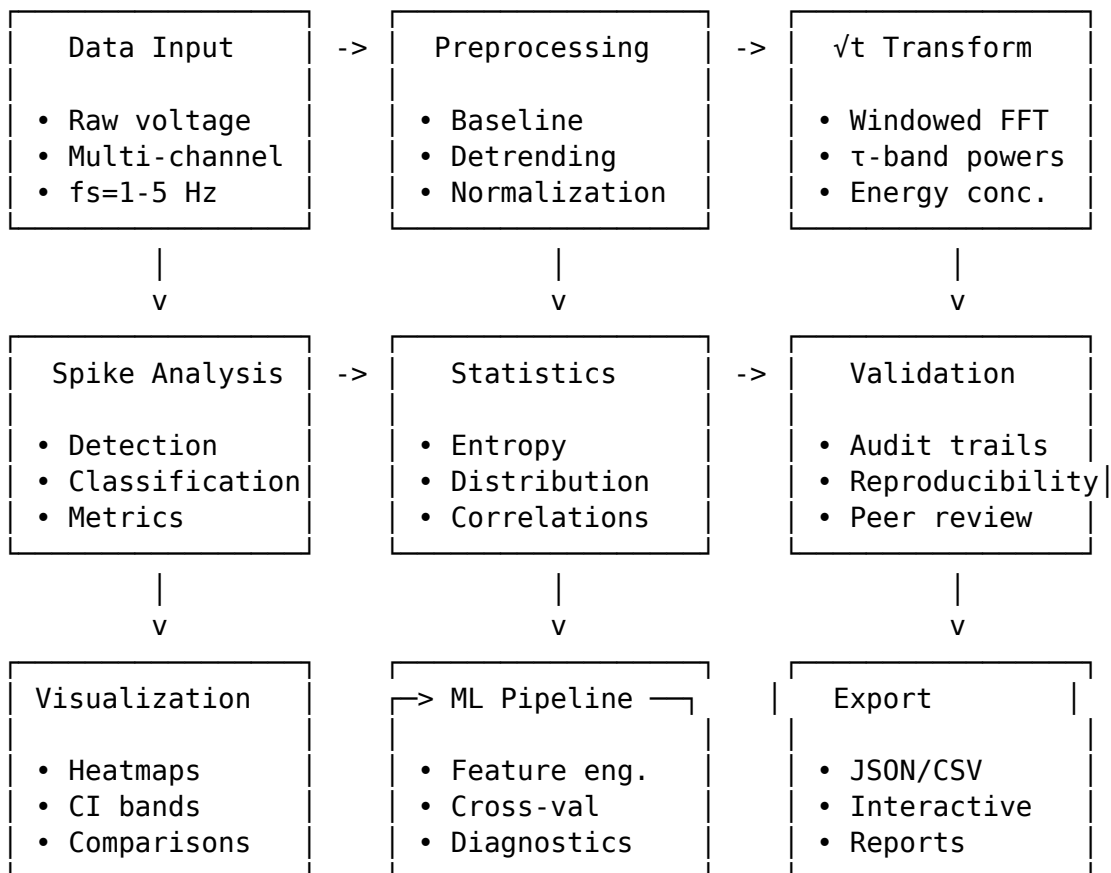 Data Input -> Preprocessing -> √t Transform
• Raw voltage • Baseline • Windowed FFT
• Multi-channel • Detrending • τ-band powers
• fs=1-5 Hz • Normalization • Energy conc.
v v v
Spike Analysis -> Statistics -> Validation
• Detection • Entropy • Audit trails
• Classification • Distribution • Reproducibility
• Metrics • Correlations • Peer review
v v v
Visualization ─> ML Pipeline ── Export
• Heatmaps • Feature eng. • JSON/CSV
• CI bands • Cross-val • Interactive
• Comparisons • Diagnostics • Reports